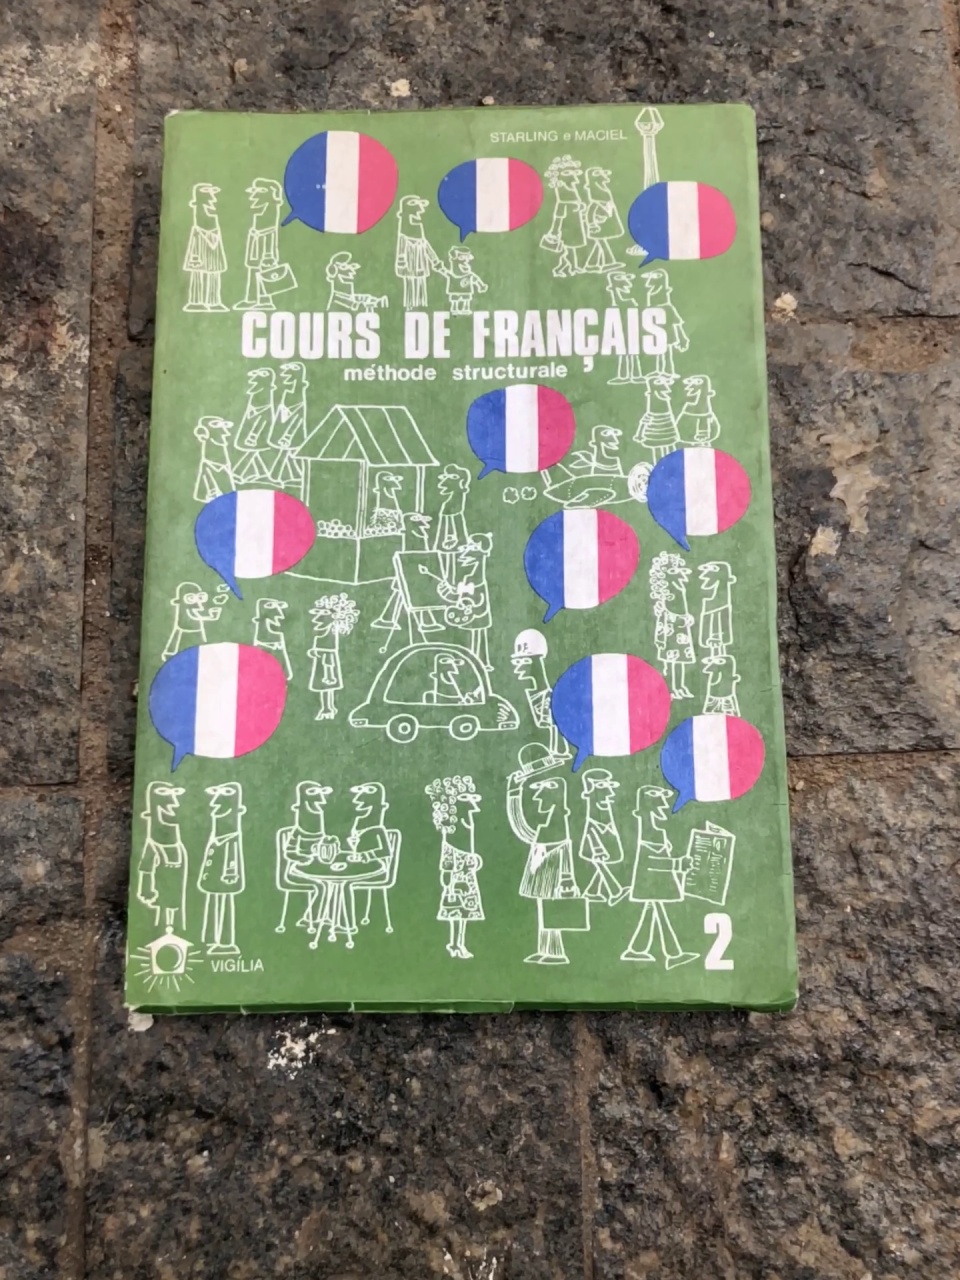 STARLING e MACIEL
COURS DE FRANÇAIS
méthode structurale
2
VIGÍLIA